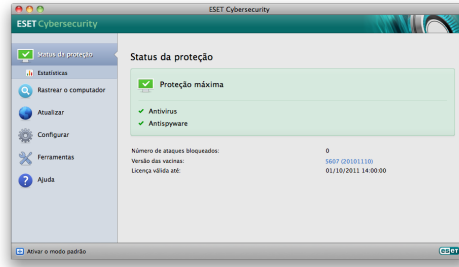 ESET Cybersecurity
ESET Cybersecurity
Status da proteção
Estatísticas
Rastrear o computador
Atualizar
Configurar
Ferramentas
Ajuda
Ativar o modo padrão
Status da proteção
Proteção máxima
Antivirus
Antispyware
Número de ataques bloqueados: 0
Versão das vacinas: 5607 (20101110)
Licença válida até: 01/10/2011 14:00:00
eset